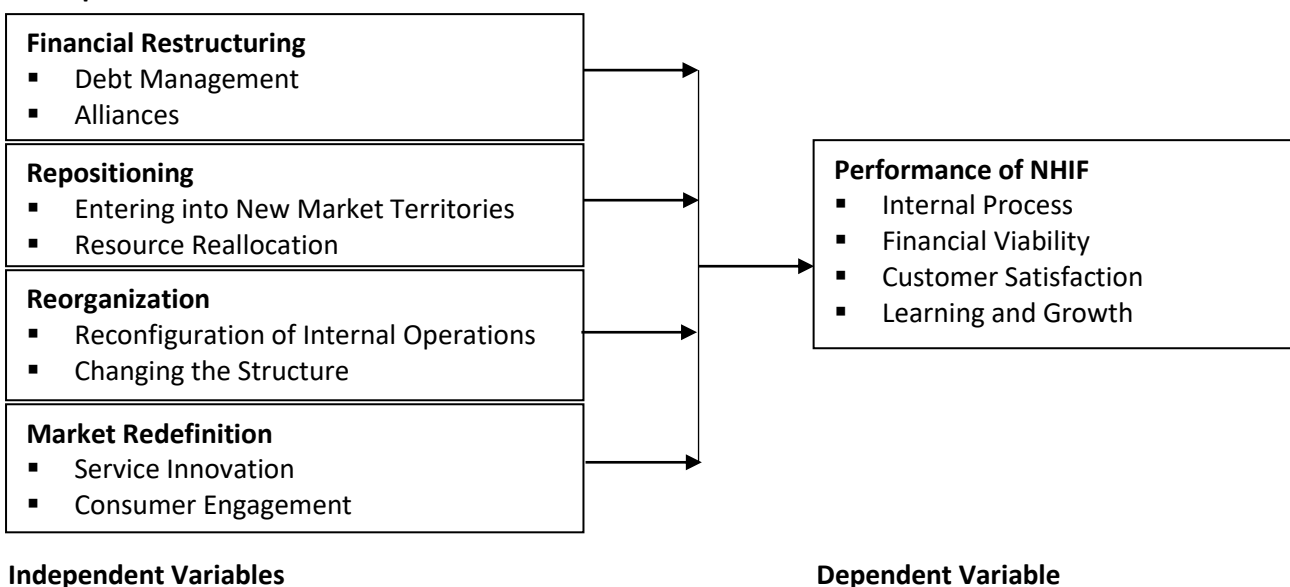 Financial Restructuring
▪ Debt Management
▪ Alliances
Repositioning
▪ Entering into New Market Territories
▪ Resource Reallocation
Reorganization
▪ Reconfiguration of Internal Operations
▪ Changing the Structure
Market Redefinition
▪ Service Innovation
▪ Consumer Engagement
Performance of NHIF
▪ Internal Process
▪ Financial Viability
▪ Customer Satisfaction
▪ Learning and Growth
Independent Variables
Dependent Variable